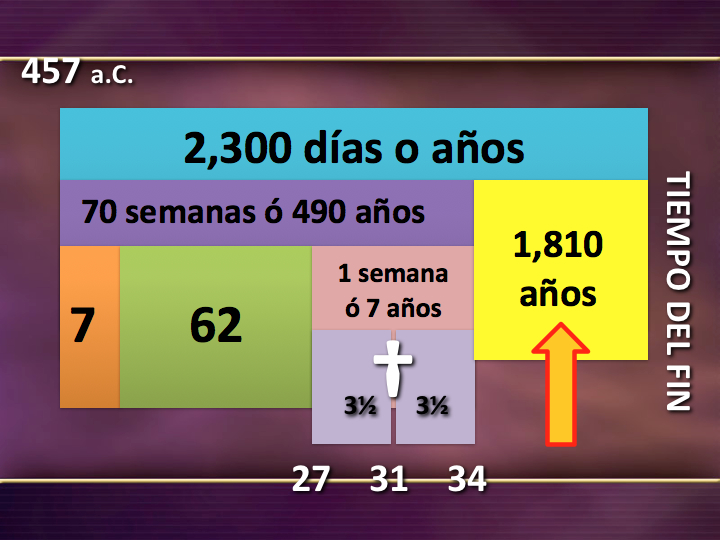 457 a.C.
2,300 días o años
70 semanas ó 490 años
1,810
años
1 semana
ó 7 años
7
62
3½ 3½
27 31 34
TIEMPO DEL FIN